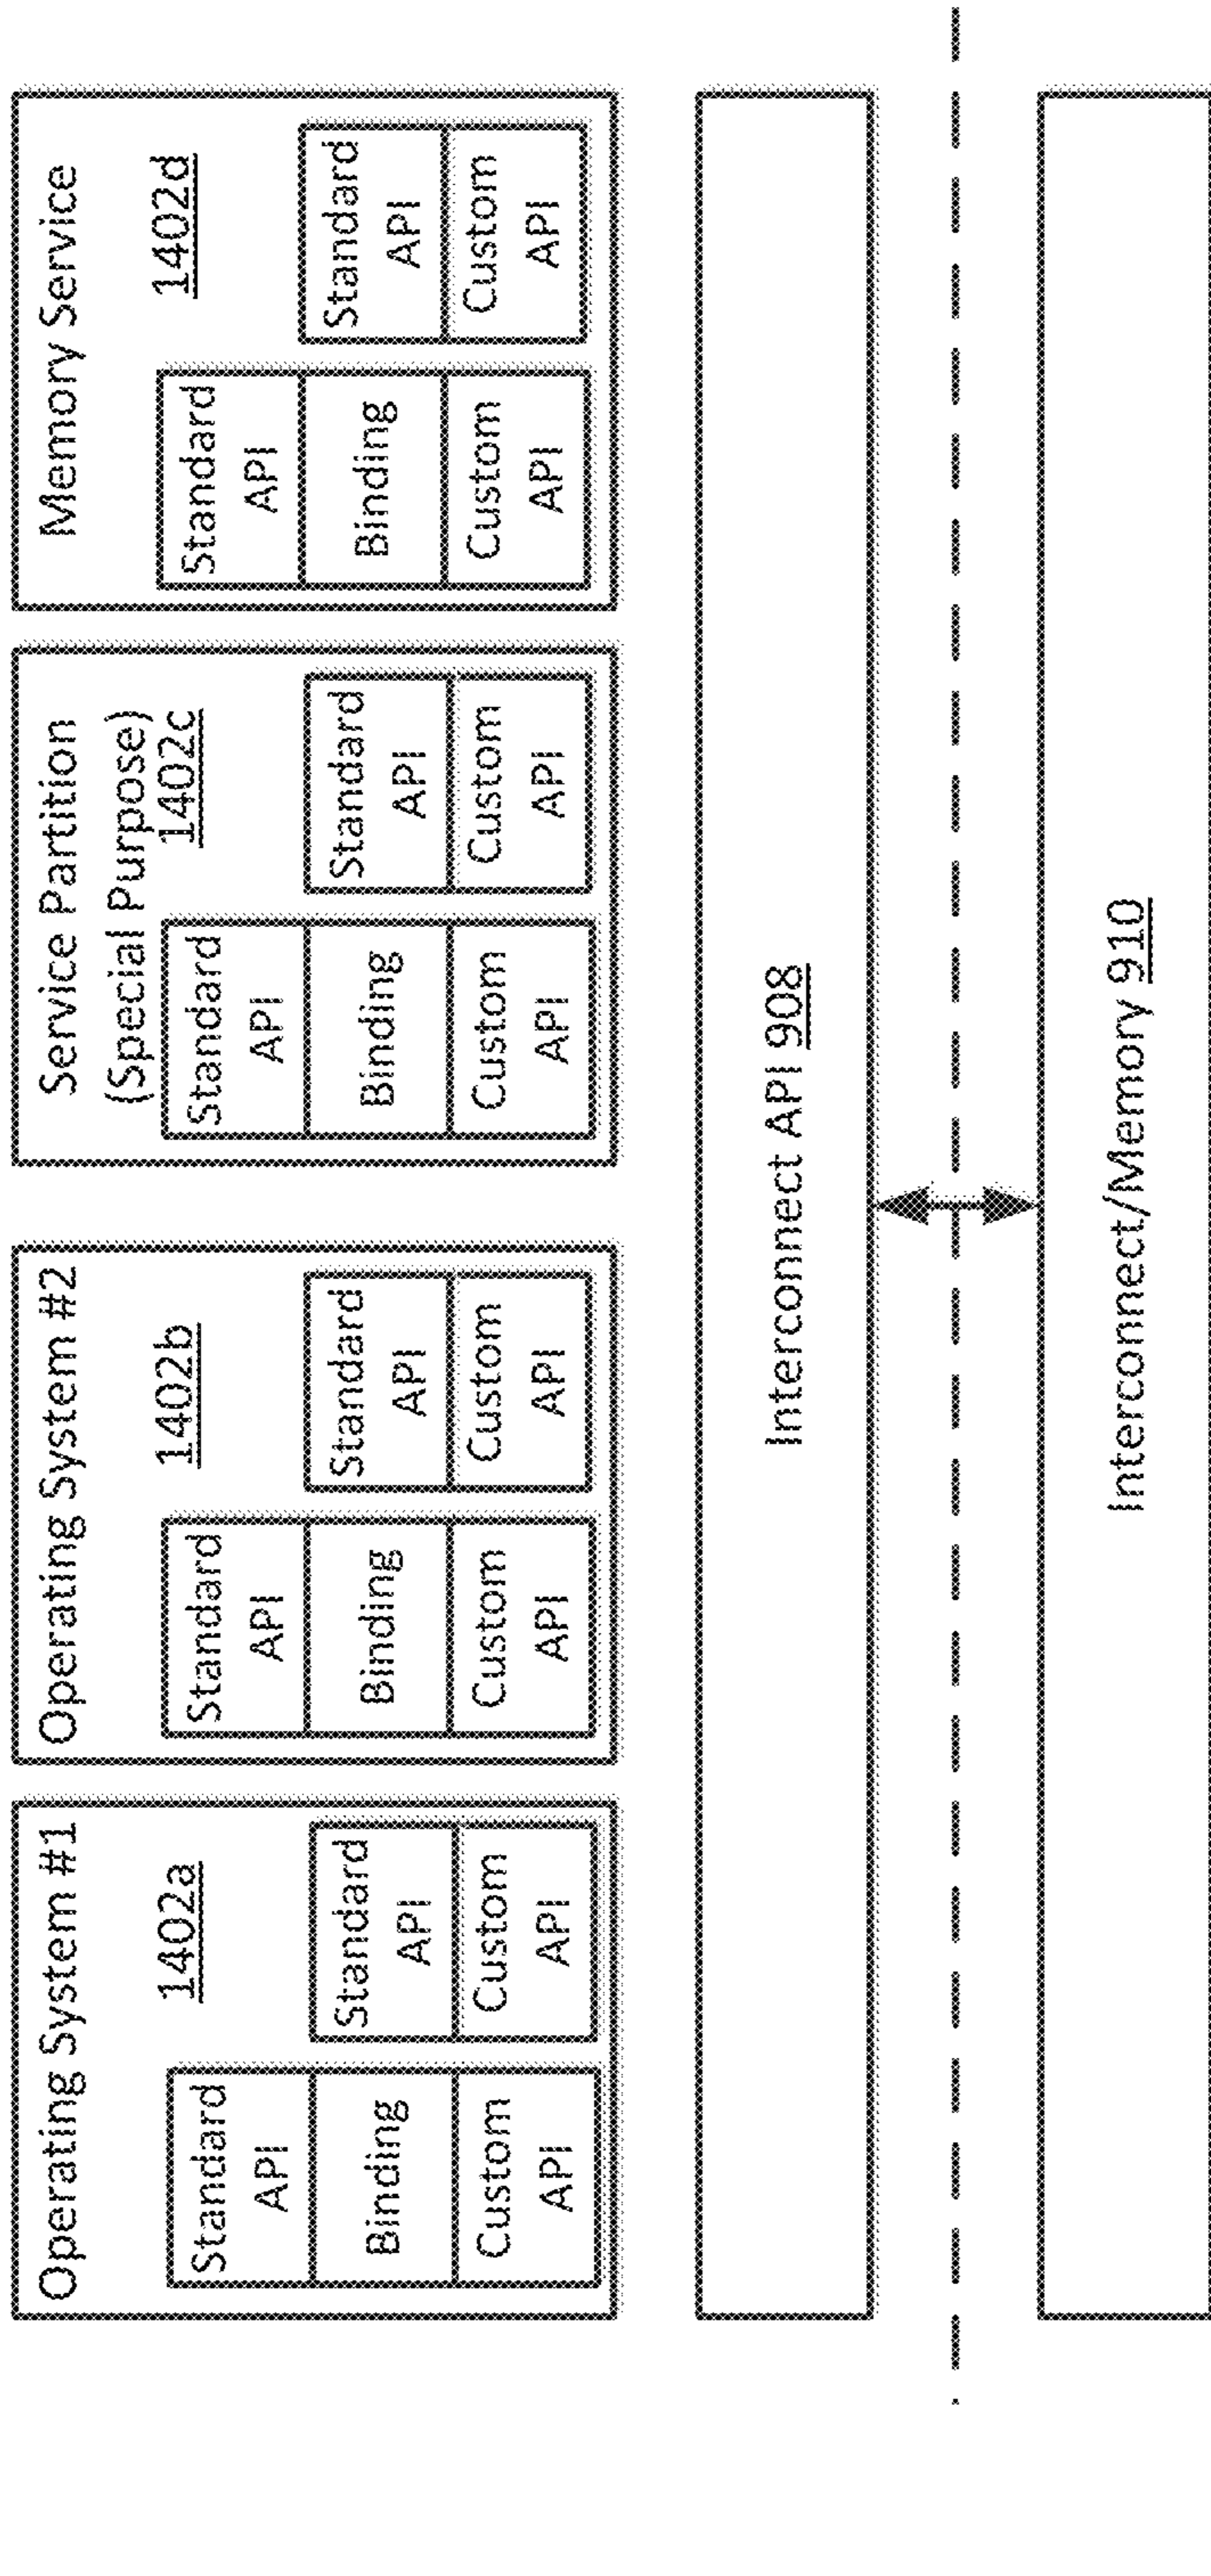 Operating System #1
1402a
Standard
API
Binding
Custom
API
Standard
API
Custom
API
Operating System #2
1402b
Standard
API
Binding
Custom
API
Standard
API
Custom
API
Service Partition
(Special Purpose)
1402c
Standard
API
Binding
Custom
API
Standard
API
Custom
API
Memory Service
1402d
Standard
API
Binding
Custom
API
Standard
API
Custom
API
Interconnect API 908
Interconnect/Memory 910